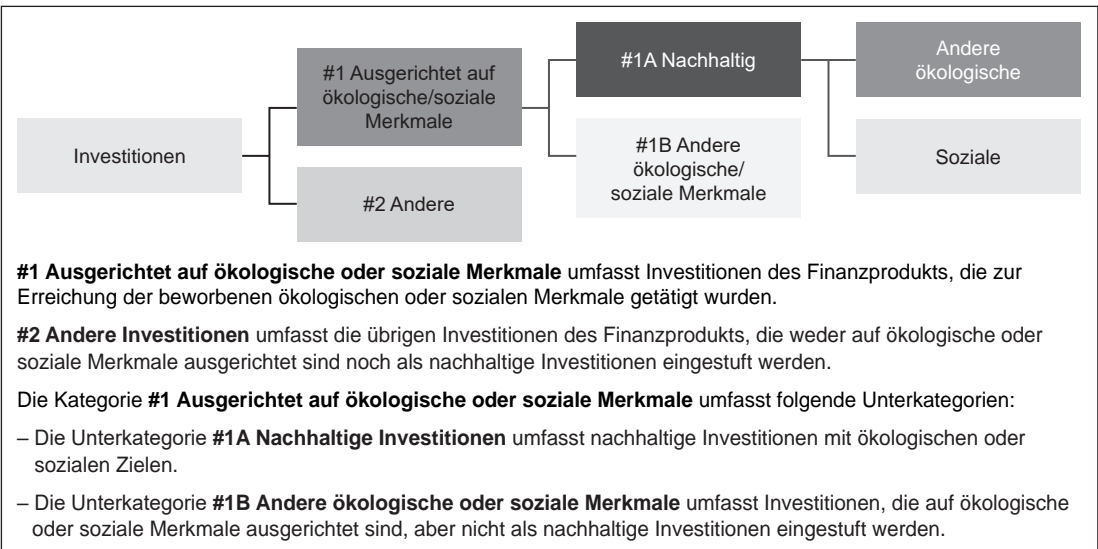 Investitionen
#1 Ausgerichtet auf
ökologische/soziale
Merkmale
#2 Andere
#1A Nachhaltig
#1B Andere
ökologische/
soziale Merkmale
Andere
ökologische
Soziale
#1 Ausgerichtet auf ökologische oder soziale Merkmale umfasst Investitionen des Finanzprodukts, die zur
Erreichung der beworbenen ökologischen oder sozialen Merkmale getätigt wurden.
#2 Andere Investitionen umfasst die übrigen Investitionen des Finanzprodukts, die weder auf ökologische oder
soziale Merkmale ausgerichtet sind noch als nachhaltige Investitionen eingestuft werden.
Die Kategorie #1 Ausgerichtet auf ökologische oder soziale Merkmale umfasst folgende Unterkategorien:
– Die Unterkategorie #1A Nachhaltige Investitionen umfasst nachhaltige Investitionen mit ökologischen oder
sozialen Zielen.
– Die Unterkategorie #1B Andere ökologische oder soziale Merkmale umfasst Investitionen, die auf ökologische
oder soziale Merkmale ausgerichtet sind, aber nicht als nachhaltige Investitionen eingestuft werden.